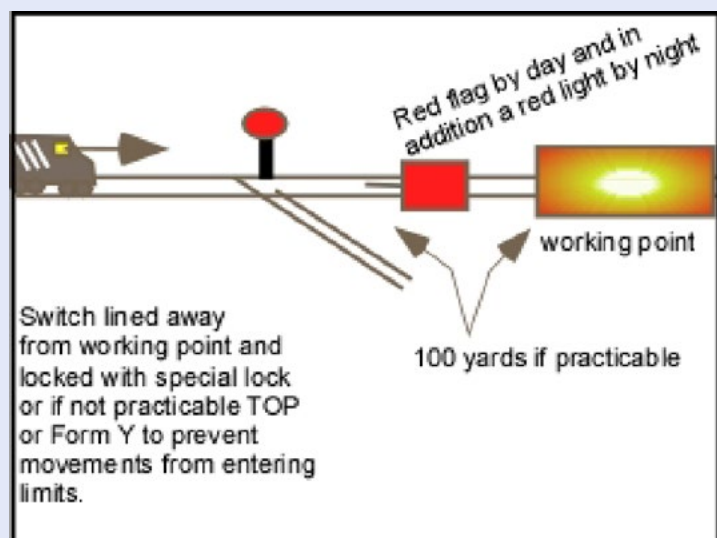 Red flag by day and in
addition a red light by night
working point
100 yards if practicable
Switch lined away
from working point and
locked with special lock
or if not practicable TOP
or Form Y to prevent
movements from entering
limits.